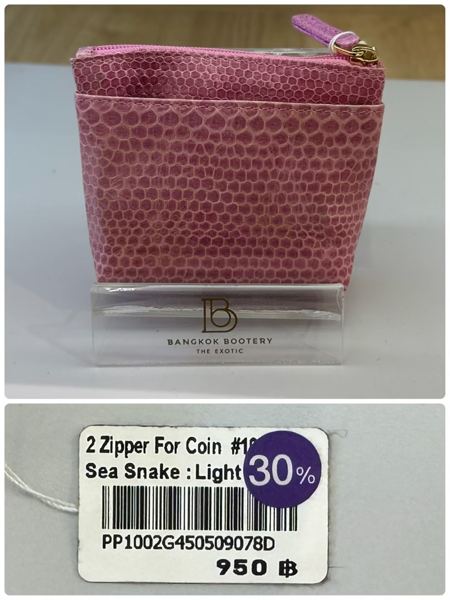 B
BANGKOK BOOTERY
THE EXOTIC
2 Zipper For Coin
Sea Snake : Light
30%
PP1002G450509078D
950 ฿